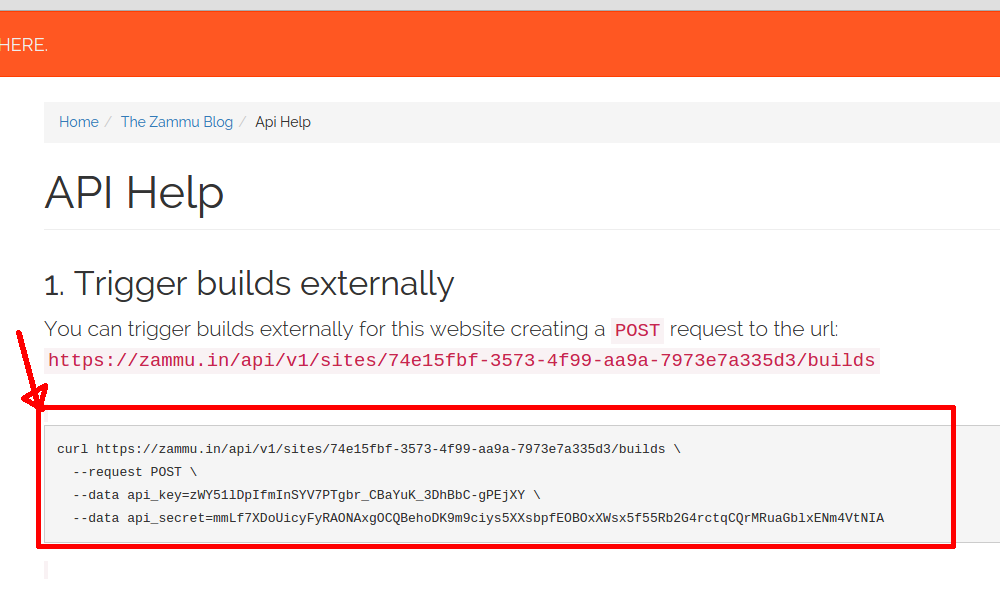 HERE.
Home / The Zammu Blog / Api Help
API Help
1. Trigger builds externally
You can trigger builds externally for this website creating a POST request to the url:
https://zammu.in/api/v1/sites/74e15fbf-3573-4f99-aa9a-7973e7a335d3/builds
curl https://zammu.in/api/v1/sites/74e15fbf-3573-4f99-aa9a-7973e7a335d3/builds \
--request POST \
--data api_key=zWY51lDpIfmInSYV7PTgbr_CBaYuK_3DhBbC-gPEjXY \
--data api_secret=mmLf7XDoUicyFyRAONAxgOCQBehoDK9m9ciys5XXsbpfEOBOxXWsx5f55Rb2G4rctqCQrMRuaGblxENm4VtNIA